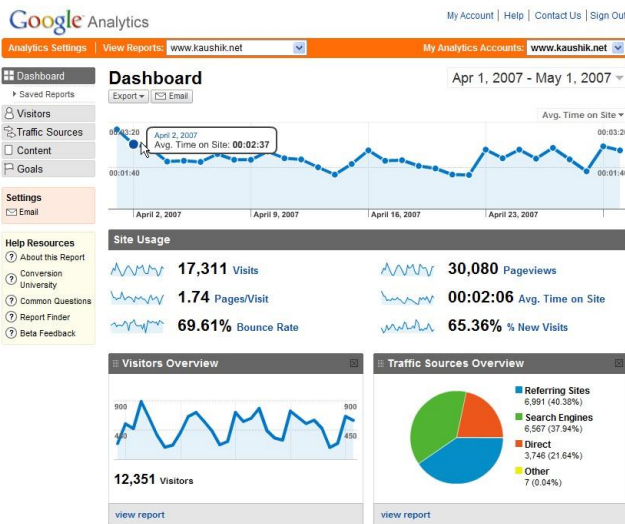 Google Analytics
My Account | Help | Contact Us | Sign Out
Analytics Settings | View Reports: www.kaushik.net
My Analytics Accounts: www.kaushik.net
Dashboard
Saved Reports
Visitors
Traffic Sources
Content
Goals
Settings
Email
Help Resources
About this Report
Conversion
University
Common Questions
Report Finder
Beta Feedback
Dashboard
Apr 1, 2007 - May 1, 2007
Export
Email
Avg. Time on Site
00:03:20
00:03:20
April 2, 2007
Avg. Time on Site: 00:02:37
00:01:40
00:01:40
April 2, 2007
April 9, 2007
April 16, 2007
April 23, 2007
Site Usage
17,311 Visits
30,080 Pageviews
1.74 Pages/Visit
00:02:06 Avg. Time on Site
69.61% Bounce Rate
65.36% % New Visits
Visitors Overview
900
900
450
450
12,351 Visitors
view report
Traffic Sources Overview
Referring Sites
6,991 (40.38%)
Search Engines
6,567 (37.94%)
Direct
3,746 (21.64%)
Other
7 (0.04%)
view report